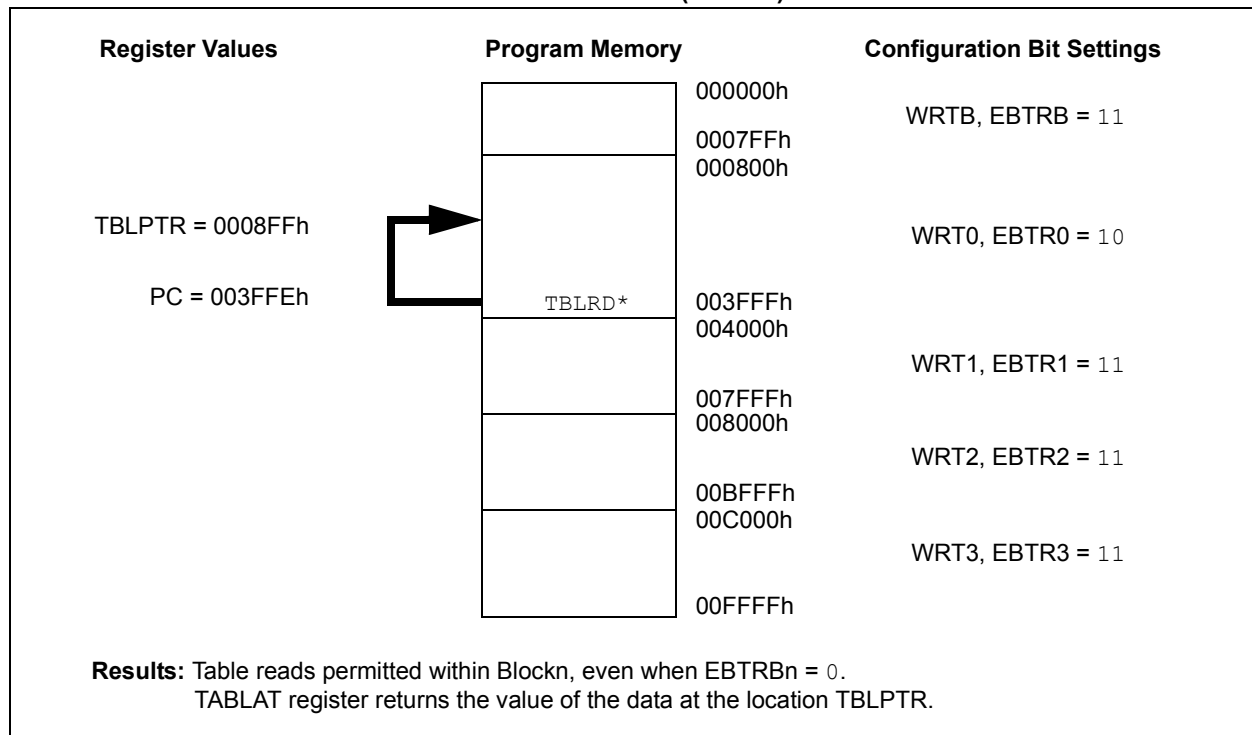 Register Values Program Memory Configuration Bit Settings
000000h
WRTB, EBTRB = 11
0007FFh
000800h
TBLPTR = 0008FFh
WRT0, EBTR0 = 10
PC = 003FFEh
TBLRD*
003FFFh
004000h
WRT1, EBTR1 = 11
007FFFh
008000h
WRT2, EBTR2 = 11
00BFFFh
00C000h
WRT3, EBTR3 = 11
00FFFFh
Results: Table reads permitted within Blockn, even when EBTRBn = 0.
TABLAT register returns the value of the data at the location TBLPTR.